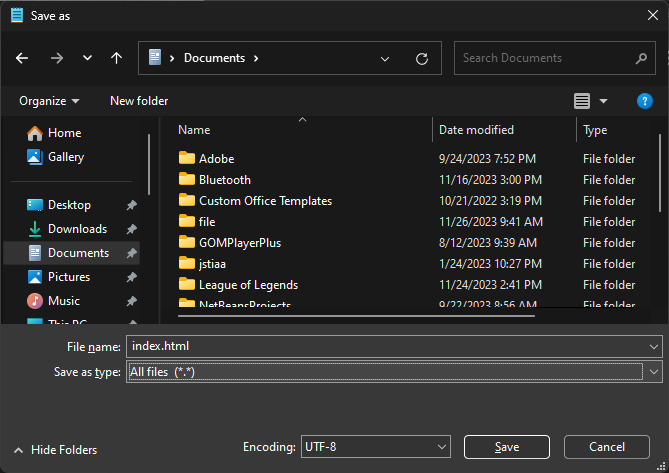 Save as
Documents
Search Documents
Organize New folder
Home
Gallery
Desktop
Downloads
Documents
Pictures
Music
This PC
Name Date modified Type
Adobe 9/24/2023 7:52 PM File folder
Bluetooth 11/16/2023 3:00 PM File folder
Custom Office Templates 10/21/2022 3:19 PM File folder
file 11/26/2023 9:41 AM File folder
GOMPlayerPlus 8/12/2023 9:39 AM File folder
jstiaa 1/24/2023 10:27 PM File folder
League of Legends 11/24/2023 2:41 PM File folder
NetBeansProjects 9/22/2023 8:56 AM File folder
File name: index.html
Save as type: All files (*.*)
Hide Folders Encoding: UTF-8 Save Cancel